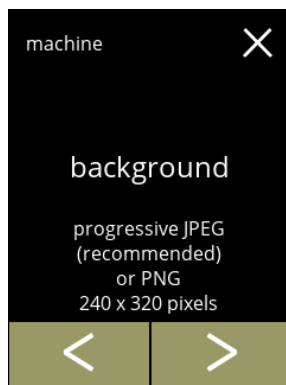 machine
background
progressive JPEG
(recommended)
or PNG
240 x 320 pixels